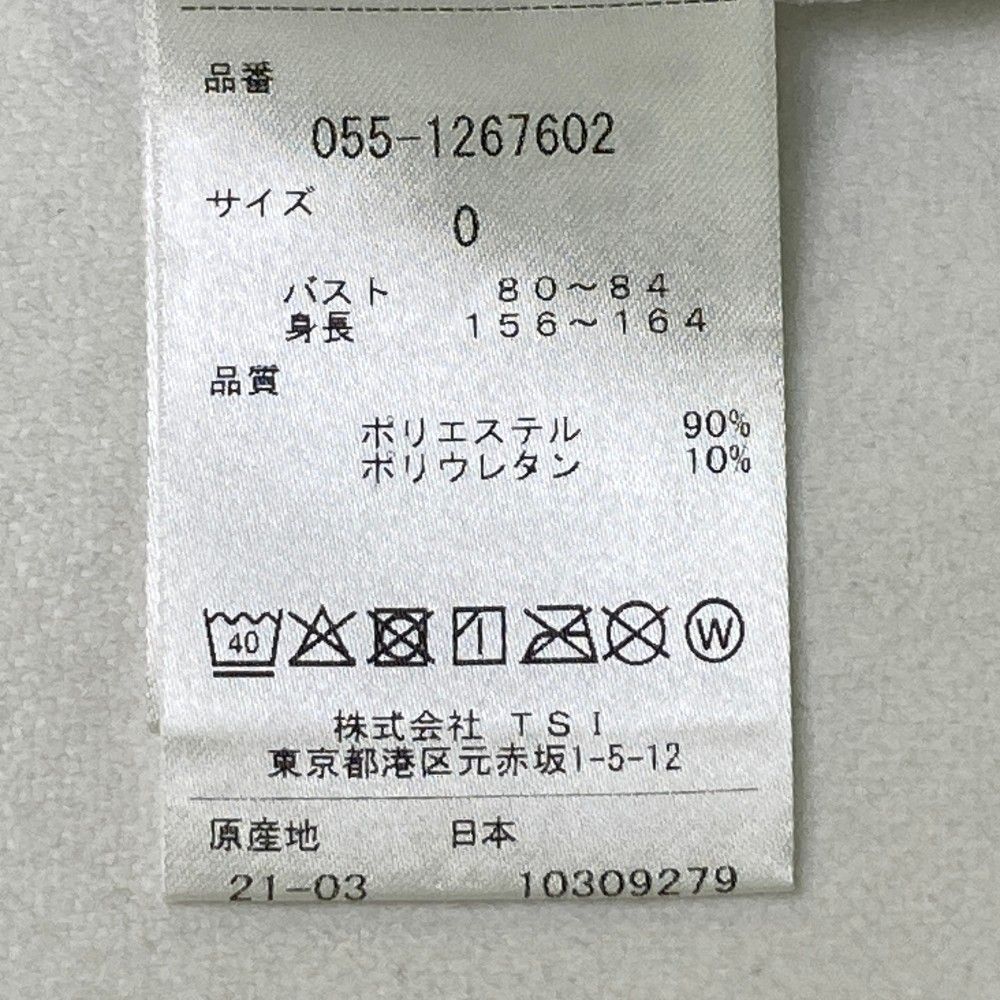 品番
055-1267602
サイズ
0
バスト 80～84
身長 156～164
品質
ポリエステル 90%
ポリウレタン 10%
40
W
株式会社 TSI
東京都港区元赤坂1-5-12
原産地 日本
21-03 10309279